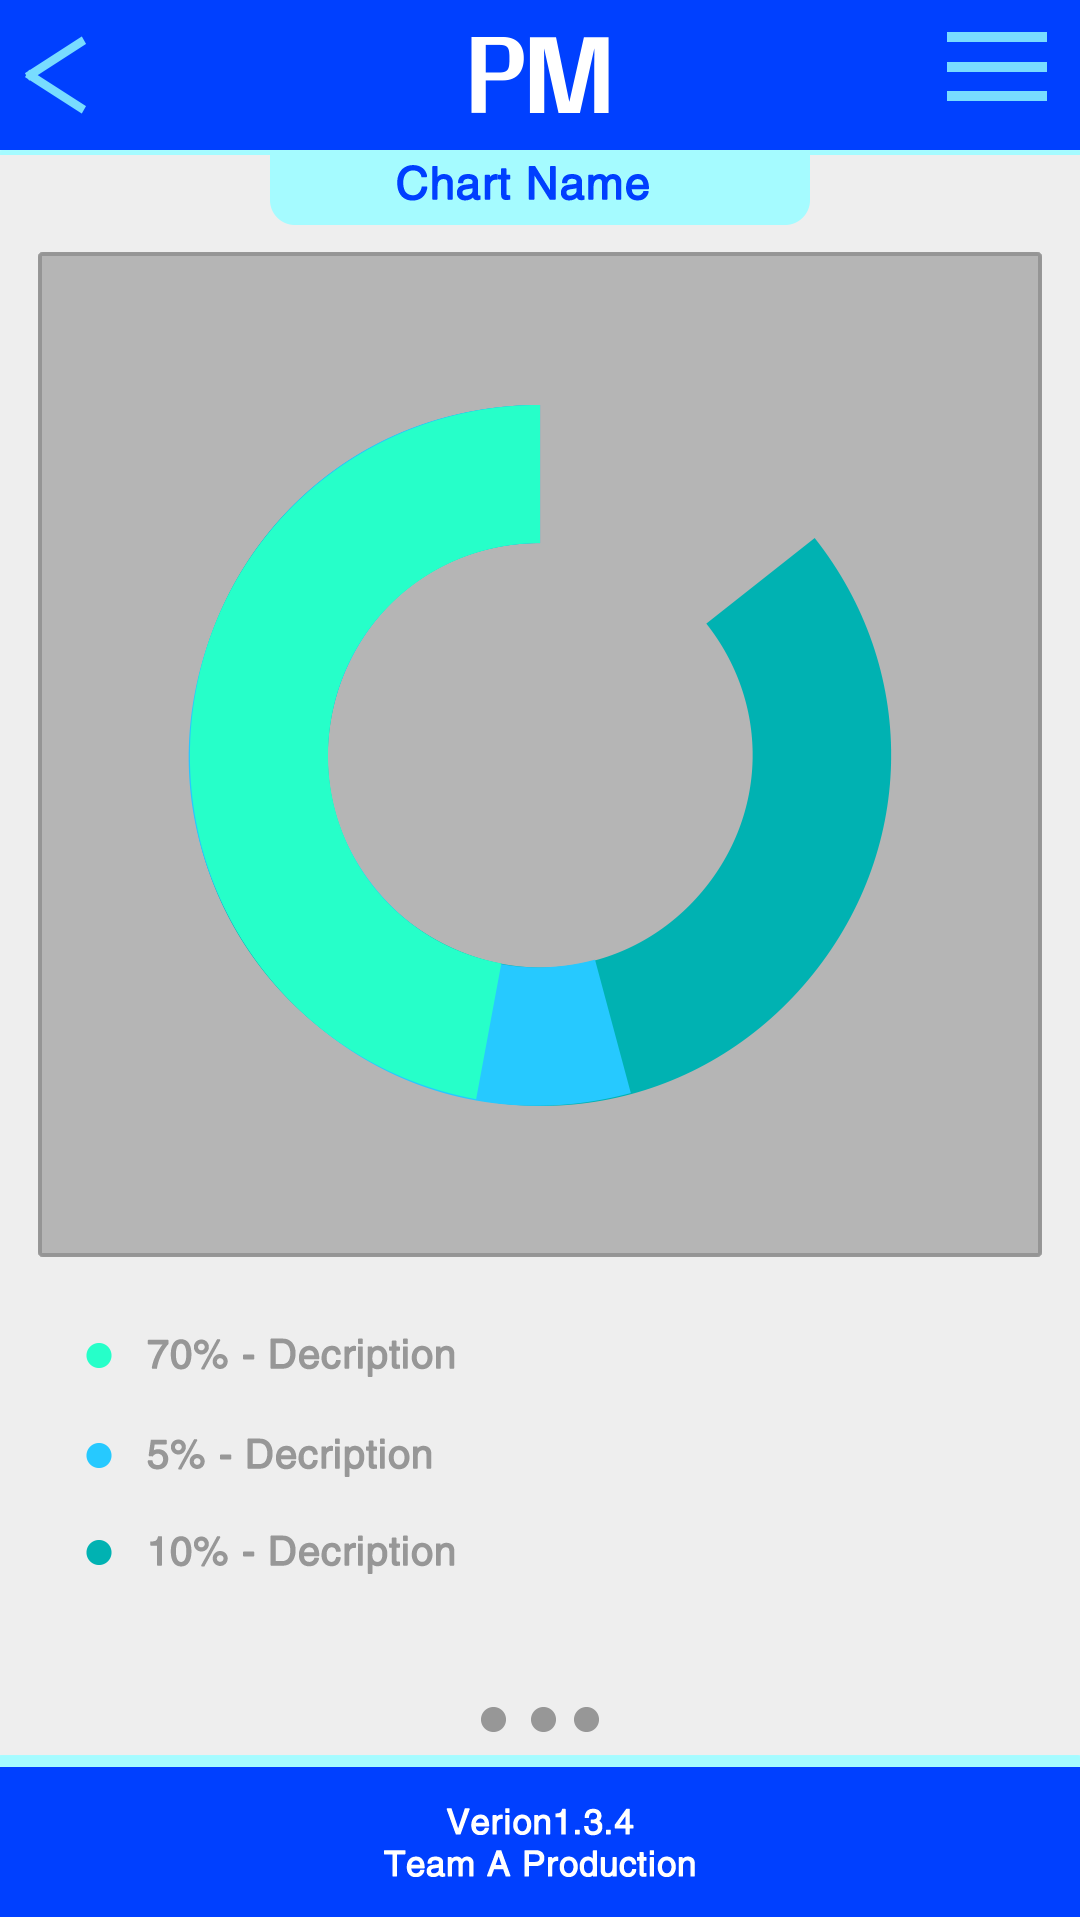 PM
Chart Name
70% - Decription
5% - Decription
10% - Decription
Verion1.3.4
Team A Production